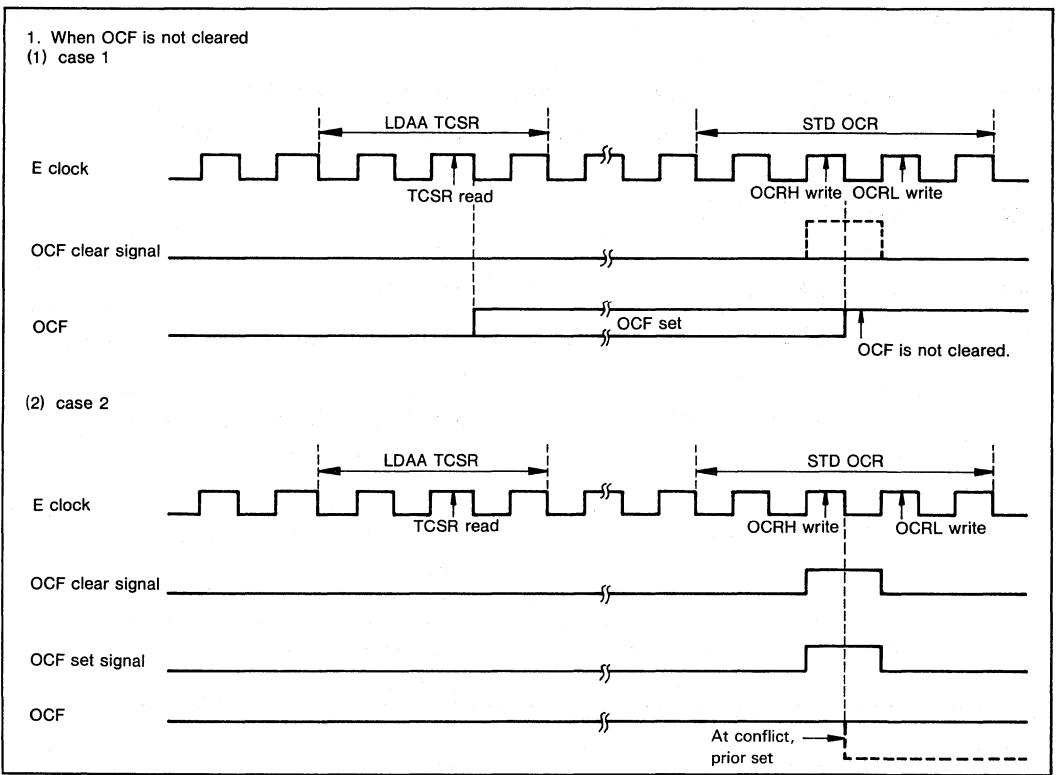 1. When OCF is not cleared
(1) case 1
LDAA TCSR
STD OCR
E clock
TCSR read
OCRH write
OCRL write
OCF clear signal
OCF
OCF set
OCF is not cleared.
(2) case 2
LDAA TCSR
STD OCR
E clock
TCSR read
OCRH write
OCRL write
OCF clear signal
OCF set signal
OCF
At conflict,
prior set